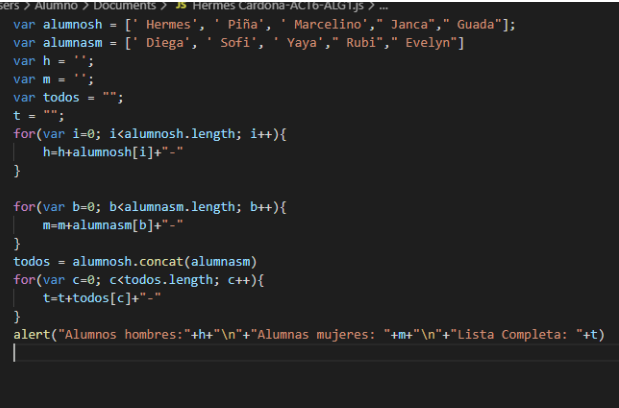 sers > Alumno > Documents > JS Hermes Cardona-ACT6-ALG1.js > ...
var alumnosh = [' Hermes', ' Piña', ' Marcelino'," Janca"," Guada"];
var alumnasm = [' Diega', ' Sofi', ' Yaya'," Rubi"," Evelyn"]
var h = '';
var m = '';
var todos = "";
t = "";
for(var i=0; i<alumnosh.length; i++){
    h=h+alumnosh[i]+"-"
}
for(var b=0; b<alumnasm.length; b++){
    m=m+alumnasm[b]+"-"
}
todos = alumnosh.concat(alumnasm)
for(var c=0; c<todos.length; c++){
    t=t+todos[c]+"-"
}
alert("Alumnos hombres:"+h+"\n"+"Alumnas mujeres: "+m+"\n"+"Lista Completa: "+t)